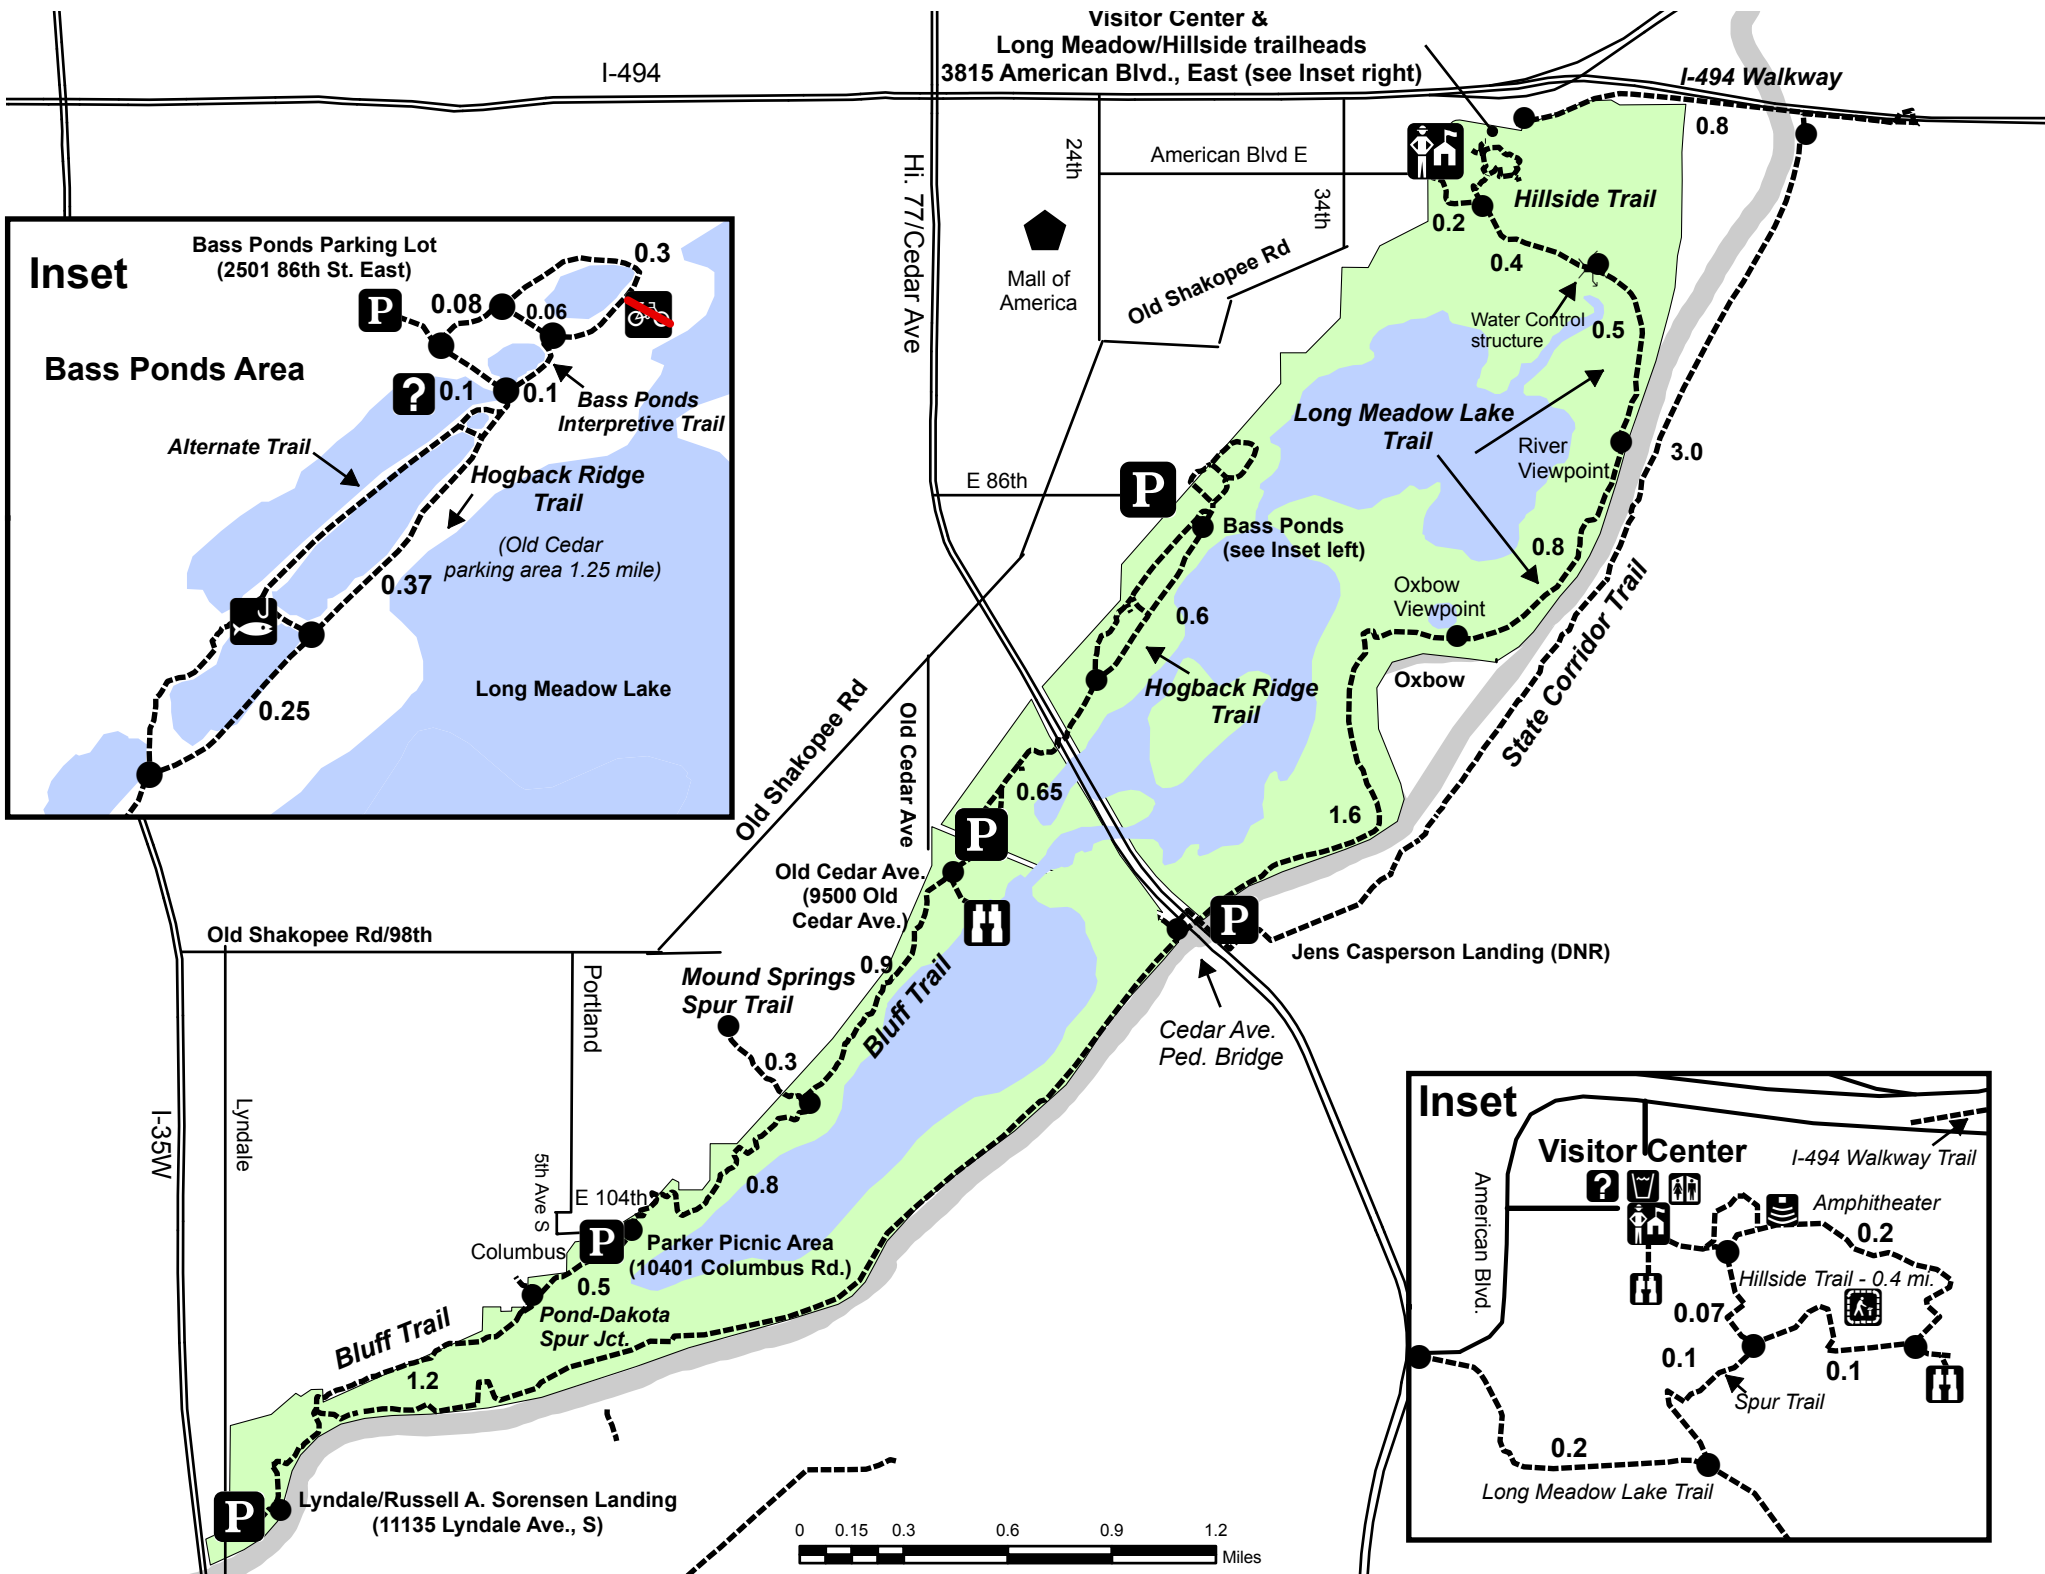 Visitor Center &
Long Meadow/Hillside trailheads
3815 American Blvd., East (see Inset right)
I-494
I-494 Walkway
0.8
24th
American Blvd E
34th
Hi. 77/Cedar Ave
Hillside Trail
0.2
0.4
Mall of
America
Old Shakopee Rd
Water Control
structure
0.5
Long Meadow Lake
Trail
River
Viewpoint
3.0
E 86th
P
Bass Ponds
(see Inset left)
0.8
Oxbow
Viewpoint
0.6
Oxbow
State Corridor Trail
Hogback Ridge
Trail
Inset
Bass Ponds Parking Lot
(2501 86th St. East)
0.3
P
0.08
0.06
Bass Ponds Area
?
0.1
0.1
Bass Ponds
Interpretive Trail
Alternate Trail
Hogback Ridge
Trail
(Old Cedar
parking area 1.25 mile)
0.37
Long Meadow Lake
0.25
Old Shakopee Rd
Old Cedar Ave
0.65
1.6
P
Old Cedar Ave.
(9500 Old
Cedar Ave.)
P
Jens Casperson Landing (DNR)
Old Shakopee Rd/98th
0.9
Bluff Trail
Mound Springs
Spur Trail
Portland
0.3
Cedar Ave.
Ped. Bridge
I-35W
Lyndale
5th Ave S
E 104th
0.8
Columbus
P
Parker Picnic Area
(10401 Columbus Rd.)
0.5
Pond-Dakota
Spur Jct.
Bluff Trail
1.2
P
Lyndale/Russell A. Sorensen Landing
(11135 Lyndale Ave., S)
0 0.15 0.3 0.6 0.9 1.2
Miles
Inset
Visitor Center
I-494 Walkway Trail
American Blvd.
?
Amphitheater
0.2
Hillside Trail - 0.4 mi.
0.07
0.1
0.1
Spur Trail
0.2
Long Meadow Lake Trail